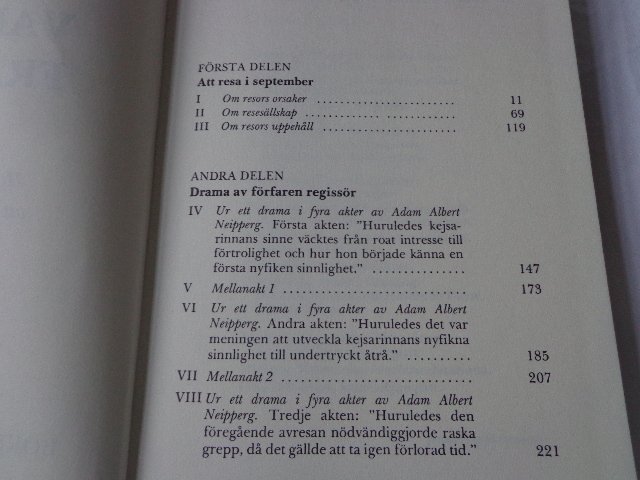 FÖRSTA DELEN
Att resa i september
I Om resors orsaker ........................ 11
II Om resesällskap ............ ............. 69
III Om resors uppehåll ........................ 119
ANDRA DELEN
Drama av förfaren regissör
IV Ur ett drama i fyra akter av Adam Albert
Neipperg. Första akten: "Huruledes kejsa-
rinnans sinne väcktes från roat intresse till
förtrolighet och hur hon började känna en
första nyfiken sinnlighet." ................ 147
V Mellanakt 1 ................................ 173
VI Ur ett drama i fyra akter av Adam Albert
Neipperg. Andra akten: "Huruledes det var
meningen att utveckla kejsarinnans nyfikna
sinnlighet till undertryckt åtrå." .......... 185
VII Mellanakt 2 ................................ 207
VIII Ur ett drama i fyra akter av Adam Albert
Neipperg. Tredje akten: "Huruledes den
föregående avresan nödvändiggjorde raska
grepp, då det gällde att ta igen förlorad tid." 221